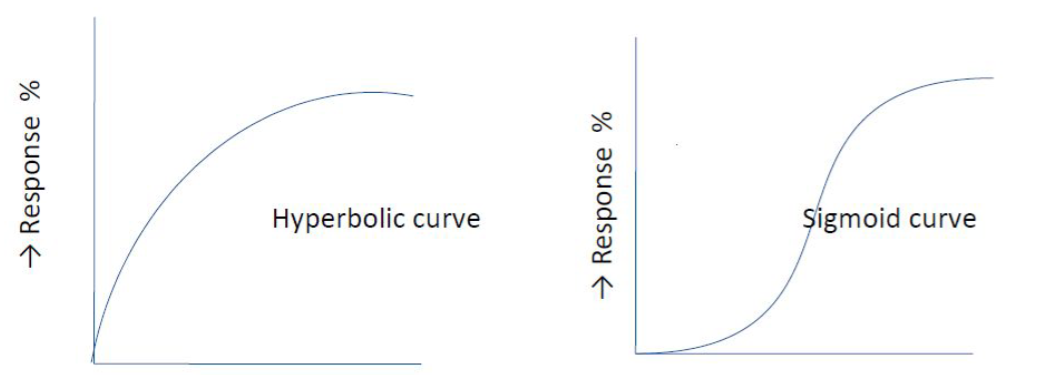 → Response %
Hyperbolic curve
→ Response %
Sigmoid curve